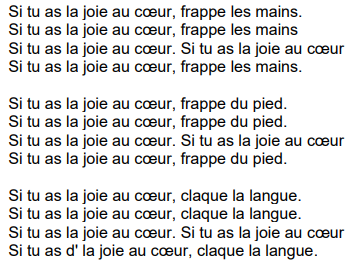 Si tu as la joie au cœur, frappe les mains.
Si tu as la joie au cœur, frappe les mains
Si tu as la joie au cœur. Si tu as la joie au cœur
Si tu as la joie au cœur, frappe les mains.

Si tu as la joie au cœur, frappe du pied.
Si tu as la joie au cœur, frappe du pied.
Si tu as la joie au cœur. Si tu as la joie au cœur
Si tu as la joie au cœur, frappe du pied.

Si tu as la joie au cœur, claque la langue.
Si tu as la joie au cœur, claque la langue.
Si tu as la joie au cœur. Si tu as la joie au cœur
Si tu as d' la joie au cœur, claque la langue.